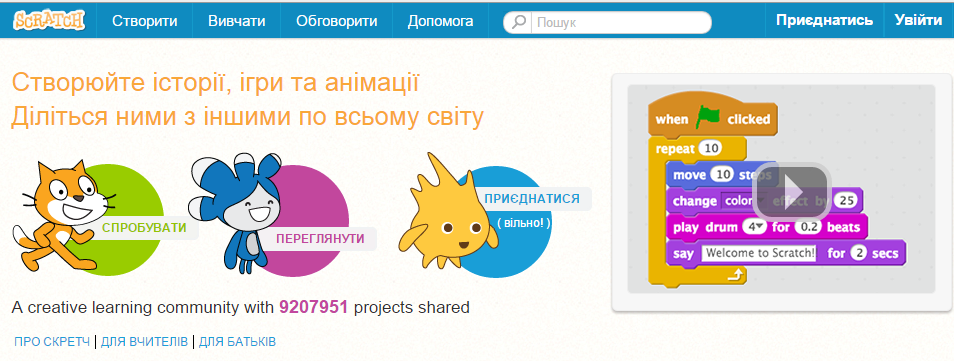 SCRATCH Створити Вивчати Обговорити Допомога Пошук Приєднатись Увійти
Створюйте історії, ігри та анімації
Діліться ними з іншими по всьому світу
СПРОБУВАТИ
ПЕРЕГЛЯНУТИ
ПРИЄДНАТИСЯ
( вільно! )
A creative learning community with 9207951 projects shared
ПРО СКРЕТЧ | ДЛЯ ВЧИТЕЛІВ | ДЛЯ БАТЬКІВ
when clicked
repeat 10
move 10 steps
change color effect by 25
play drum 4 for 0.2 beats
say Welcome to Scratch! for 2 secs